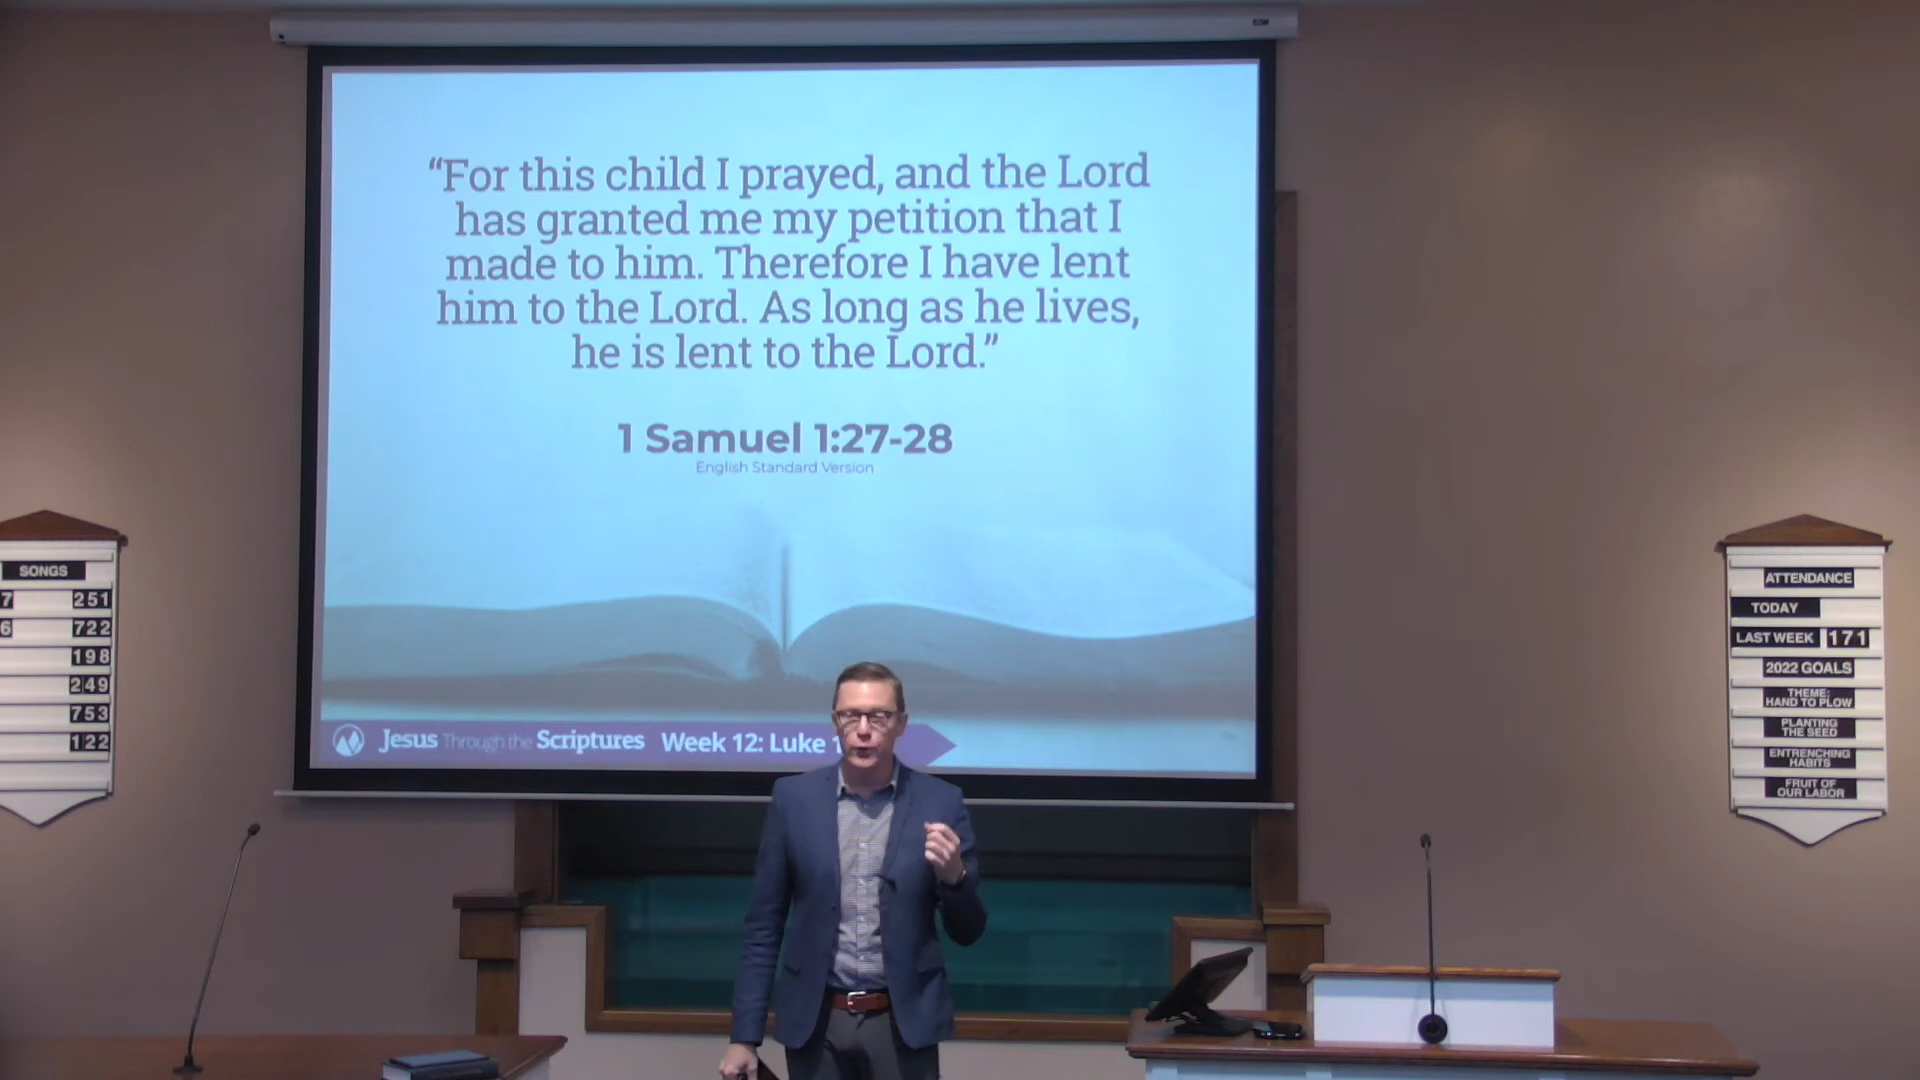 “For this child I prayed, and the Lord
has granted me my petition that I
made to him. Therefore I have lent
him to the Lord. As long as he lives,
he is lent to the Lord.”
1 Samuel 1:27-28
English Standard Version
Jesus Through the Scriptures Week 12: Luke
SONGS
7 251
6 722
198
249
753
122
ATTENDANCE
TODAY
LAST WEEK 171
2022 GOALS
THEME:
HAND TO PLOW
PLANTING
THE SEED
ENTRENCHING
HABITS
FRUIT OF
OUR LABOR